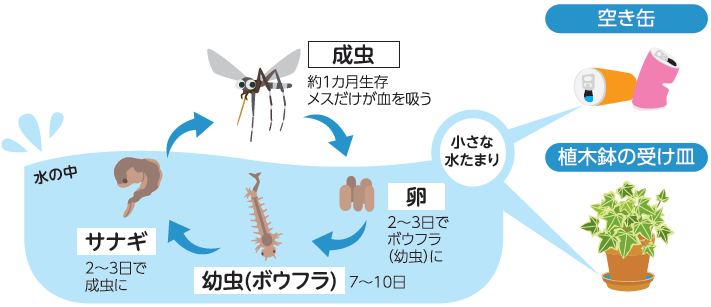 成虫
約1カ月生存
メスだけが血を吸う
水の中
卵
2〜3日で
ボウフラ
（幼虫）に
幼虫(ボウフラ)
7〜10日
サナギ
2〜3日で
成虫に
小さな
水たまり
空き缶
植木鉢の受け皿